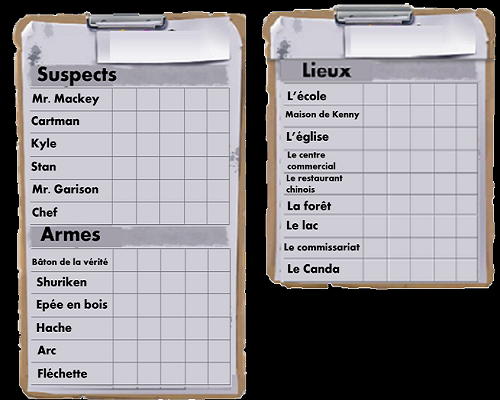 Suspects
Mr. Mackey
Cartman
Kyle
Stan
Mr. Garison
Chef
Armes
Bâton de la vérité
Shuriken
Epée en bois
Hache
Arc
Fléchette
Lieux
L'école
Maison de Kenny
L'église
Le centre
commercial
Le restaurant
chinois
La forêt
Le lac
Le commissariat
Le Canda